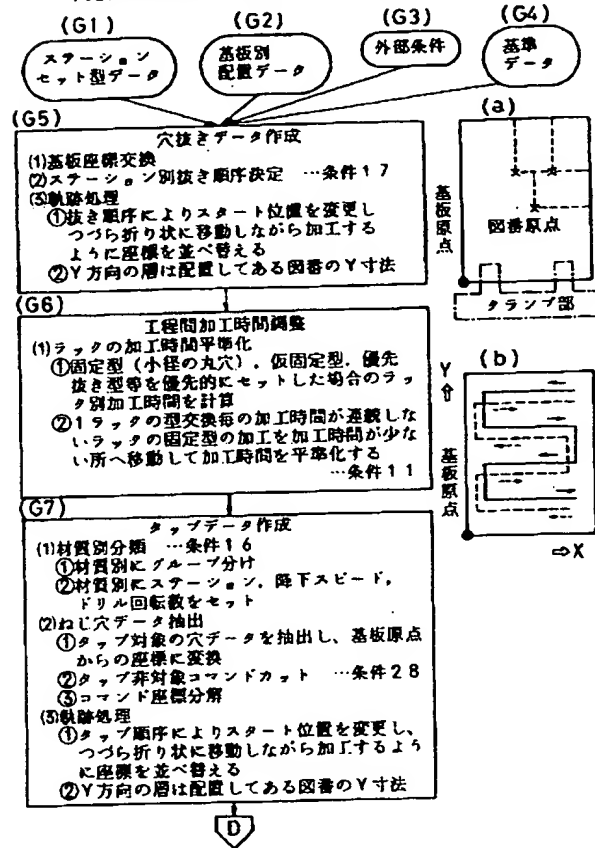 (G1)
(G2)
(G3)
(G4)
ステーション
セット型データ
基板別
配置データ
外部条件
基準
データ
(G5)
穴抜きデータ作成
(1)基板座標交換
(2)ステーション別抜き順序決定 …条件17
(3)軌跡処理
①抜き順序によりスタート位置を変更し
つづら折り状に移動しながら加工する
ように座標を並べ替える
②Y方向の層は配置してある図番のY寸法
(a)
基板原点
図番原点
クランプ部
(G6)
工程間加工時間調整
(1)ラックの加工時間平準化
①固定型(小径の丸穴),仮固定型,優先
抜き型等を優先的にセットした場合のラッ
ク別加工時間を計算
②1ラックの型交換毎の加工時間が連続しな
いラックの固定型の加工を加工時間が少な
い所へ移動して加工時間を平準化する
…条件11
(b)
Y
⇧
基板原点
⇨X
(G7)
タップデータ作成
(1)材質別分類 …条件16
①材質別にグループ分け
②材質別にステーション,降下スピード,
ドリル回転数をセット
(2)ねじ穴データ抽出
①タップ対象の穴データを抽出し、基板原点
からの座標に変換
②タップ非対象コマンドカット …条件28
③コマンド座標分解
(3)軌跡処理
①タップ順序によりスタート位置を変更し、
つづら折り状に移動しながら加工するよう
に座標を並べ替える
②Y方向の層は配置してある図番のY寸法
D